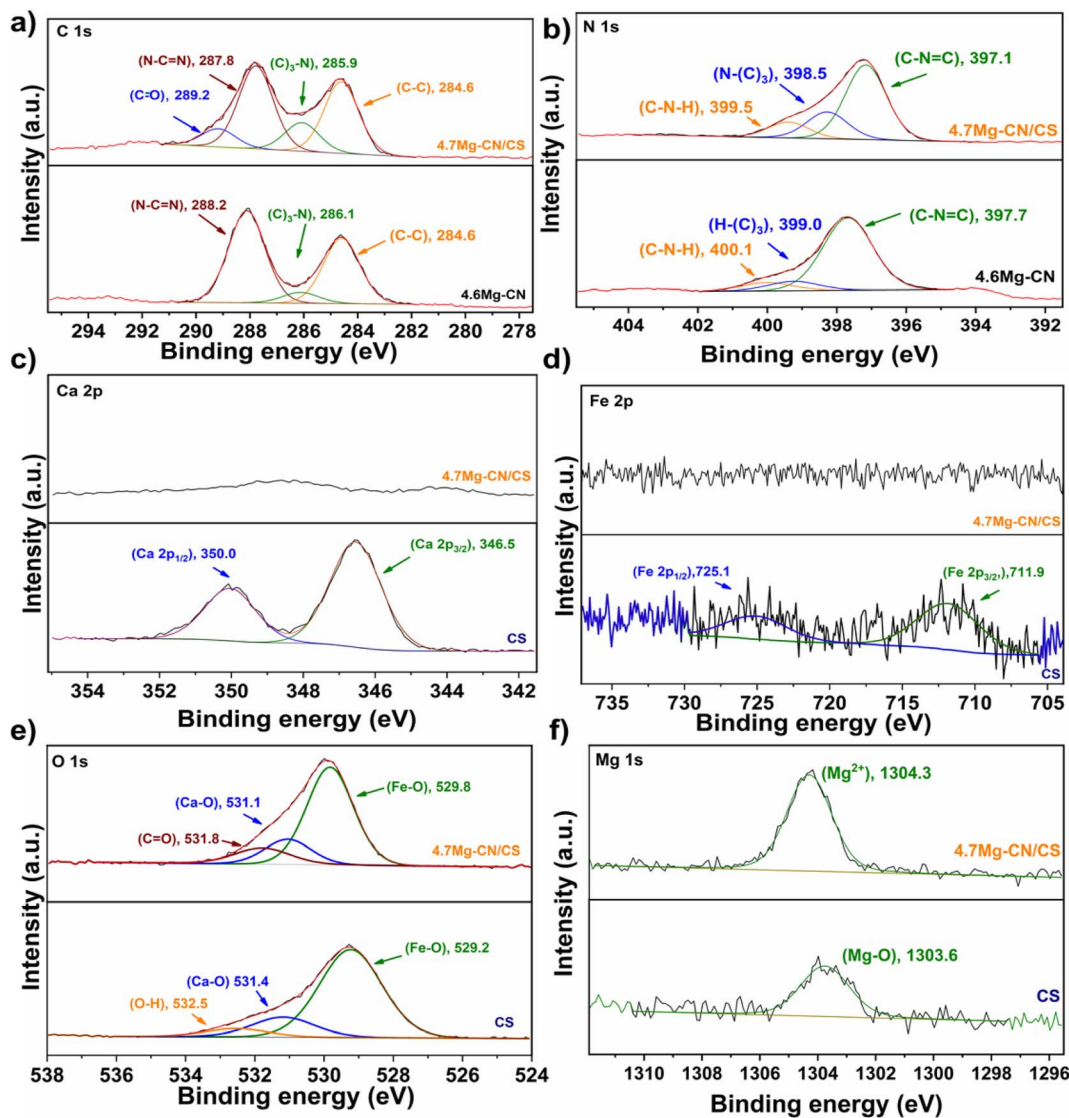 a)
C 1s
(N-C=N), 287.8
(C)₃-N), 285.9
(C=O), 289.2
(C-C), 284.6
4.7Mg-CN/CS
(N-C=N), 288.2
(C)₃-N), 286.1
(C-C), 284.6
4.6Mg-CN
Intensity (a.u.)
294 292 290 288 286 284 282 280 278
Binding energy (eV)
b)
N 1s
(C-N=C), 397.1
(N-(C)₃), 398.5
(C-N-H), 399.5
4.7Mg-CN/CS
(H-(C)₃), 399.0
(C-N=C), 397.7
(C-N-H), 400.1
4.6Mg-CN
Intensity (a.u.)
404 402 400 398 396 394 392
Binding energy (eV)
c)
Ca 2p
4.7Mg-CN/CS
(Ca 2p₁/₂), 350.0
(Ca 2p₃/₂), 346.5
CS
Intensity (a.u.)
354 352 350 348 346 344 342
Binding energy (eV)
d)
Fe 2p
4.7Mg-CN/CS
(Fe 2p₁/₂),725.1
(Fe 2p₃/₂,),711.9
CS
Intensity (a.u.)
735 730 725 720 715 710 705
Binding energy (eV)
e)
O 1s
(Fe-O), 529.8
(Ca-O), 531.1
(C=O), 531.8
4.7Mg-CN/CS
(Fe-O), 529.2
(Ca-O) 531.4
(O-H), 532.5
CS
Intensity (a.u.)
538 536 534 532 530 528 526 524
Binding energy (eV)
f)
Mg 1s
(Mg²⁺), 1304.3
4.7Mg-CN/CS
(Mg-O), 1303.6
CS
Intensity (a.u.)
1310 1308 1306 1304 1302 1300 1298 1296
Binding energy (eV)